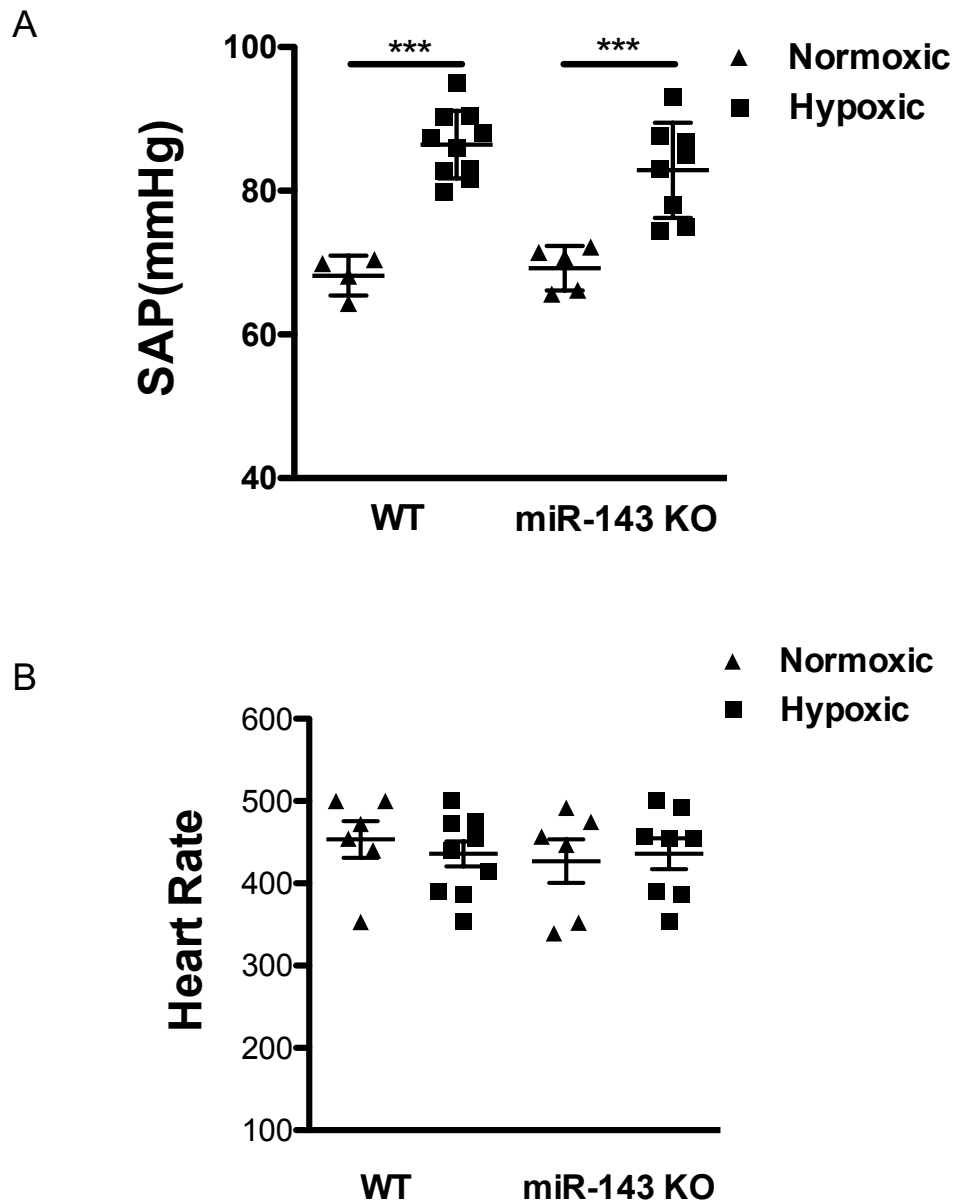 A
100
80
60
40
SAP(mmHg)
*** ***
Normoxic
Hypoxic
WT miR-143 KO
B
600
500
400
300
200
100
Heart Rate
Normoxic
Hypoxic
WT miR-143 KO